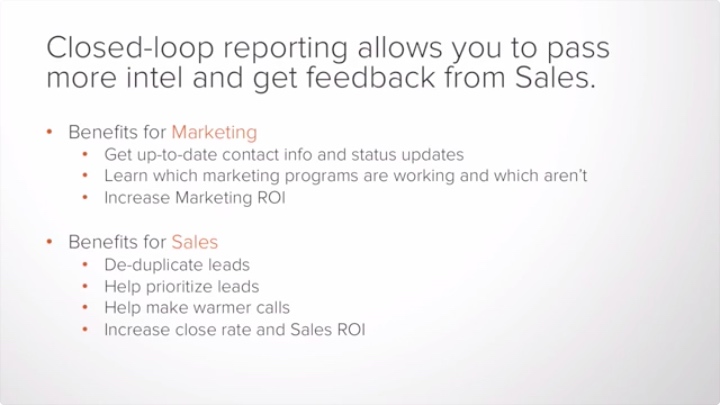 Closed-loop reporting allows you to pass
more intel and get feedback from Sales.
• Benefits for Marketing
• Get up-to-date contact info and status updates
• Learn which marketing programs are working and which aren't
• Increase Marketing ROI
• Benefits for Sales
• De-duplicate leads
• Help prioritize leads
• Help make warmer calls
• Increase close rate and Sales ROI